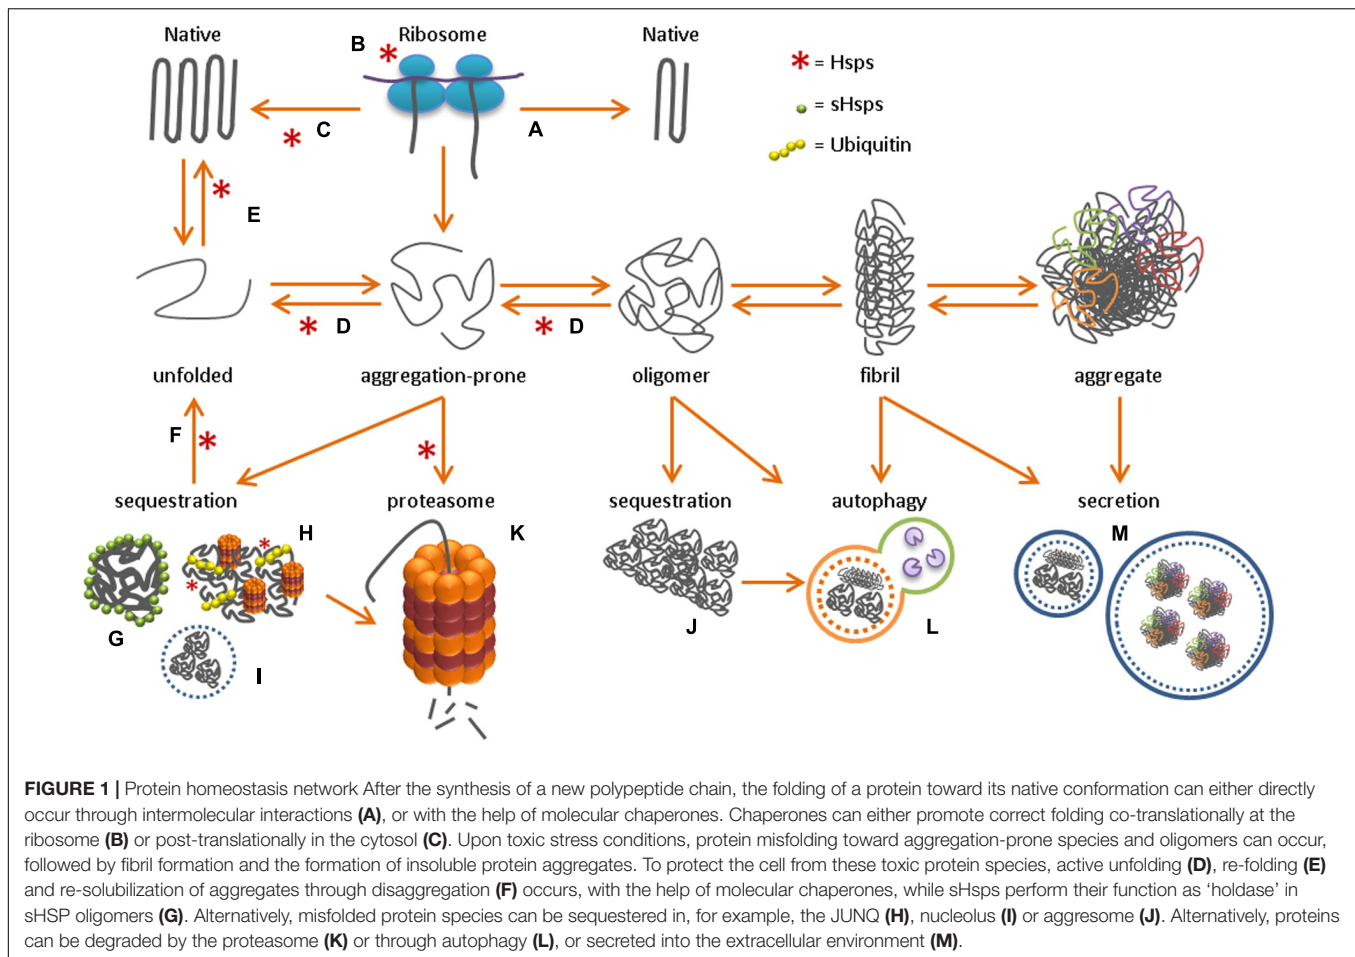 Native
B
Ribosome
Native
* = Hsps
= sHsps
= Ubiquitin
C
A
E
D
D
unfolded
aggregation-prone
oligomer
fibril
aggregate
F
sequestration
proteasome
sequestration
autophagy
secretion
H
K
M
G
I
J
L
FIGURE 1 | Protein homeostasis network After the synthesis of a new polypeptide chain, the folding of a protein toward its native conformation can either directly
occur through intermolecular interactions (A), or with the help of molecular chaperones. Chaperones can either promote correct folding co-translationally at the
ribosome (B) or post-translationally in the cytosol (C). Upon toxic stress conditions, protein misfolding toward aggregation-prone species and oligomers can occur,
followed by fibril formation and the formation of insoluble protein aggregates. To protect the cell from these toxic protein species, active unfolding (D), re-folding (E)
and re-solubilization of aggregates through disaggregation (F) occurs, with the help of molecular chaperones, while sHsps perform their function as ‘holdase’ in
sHSP oligomers (G). Alternatively, misfolded protein species can be sequestered in, for example, the JUNQ (H), nucleolus (I) or aggresome (J). Alternatively, proteins
can be degraded by the proteasome (K) or through autophagy (L), or secreted into the extracellular environment (M).